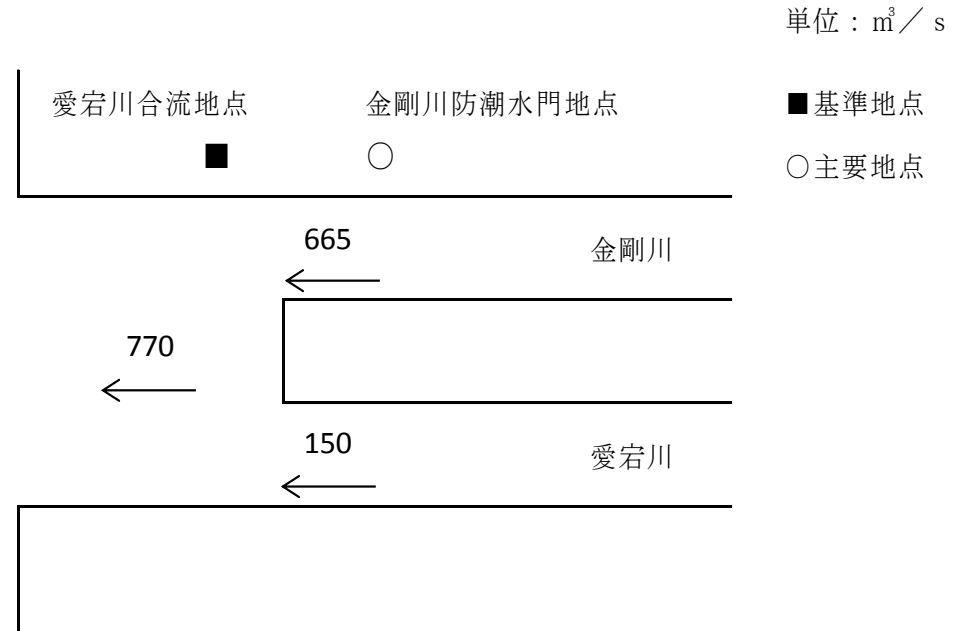 単位：㎥／ｓ
愛宕川合流地点 金剛川防潮水門地点 ■基準地点
■ ○
○主要地点
665
金剛川
770
150
愛宕川